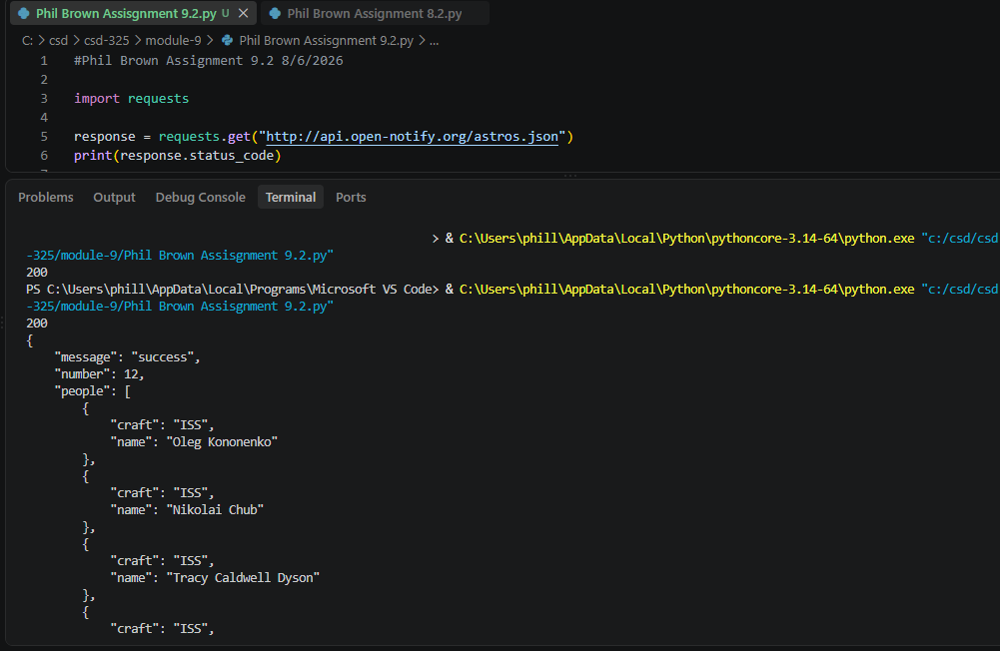 Phil Brown Assisgnment 9.2.py U
Phil Brown Assignment 8.2.py
C: > csd > csd-325 > module-9 > Phil Brown Assisgnment 9.2.py > ...
1 #Phil Brown Assignment 9.2 8/6/2026
2
3 import requests
4
5 response = requests.get("http://api.open-notify.org/astros.json")
6 print(response.status_code)
Problems Output Debug Console Terminal Ports
> & C:\Users\phill\AppData\Local\Python\pythoncore-3.14-64\python.exe "c:/csd/csd
-325/module-9/Phil Brown Assisgnment 9.2.py"
200
PS C:\Users\phill\AppData\Local\Programs\Microsoft VS Code> & C:\Users\phill\AppData\Local\Python\pythoncore-3.14-64\python.exe "c:/csd/csd
-325/module-9/Phil Brown Assisgnment 9.2.py"
200
{
"message": "success",
"number": 12,
"people": [
{
"craft": "ISS",
"name": "Oleg Kononenko"
},
{
"craft": "ISS",
"name": "Nikolai Chub"
},
{
"craft": "ISS",
"name": "Tracy Caldwell Dyson"
},
{
"craft": "ISS",